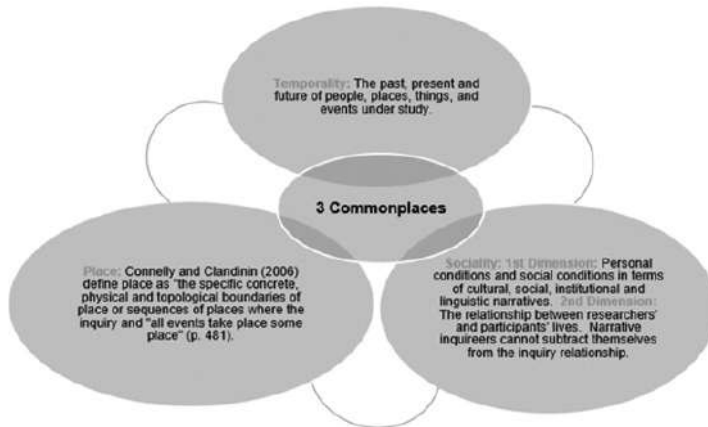 Temporality: The past, present and
future of people, places, things, and
events under study.
3 Commonplaces
Place: Connelly and Clandinin (2006)
define place as "the specific concrete,
physical and topological boundaries of
place or sequences of places where the
inquiry and "all events take place some
place" (p. 481).
Sociality: 1st Dimension: Personal
conditions and social conditions in terms
of cultural, social, institutional and
linguistic narratives. 2nd Dimension:
The relationship between researchers'
and participants' lives. Narrative
inquireers cannot subtract themselves
from the inquiry relationship.